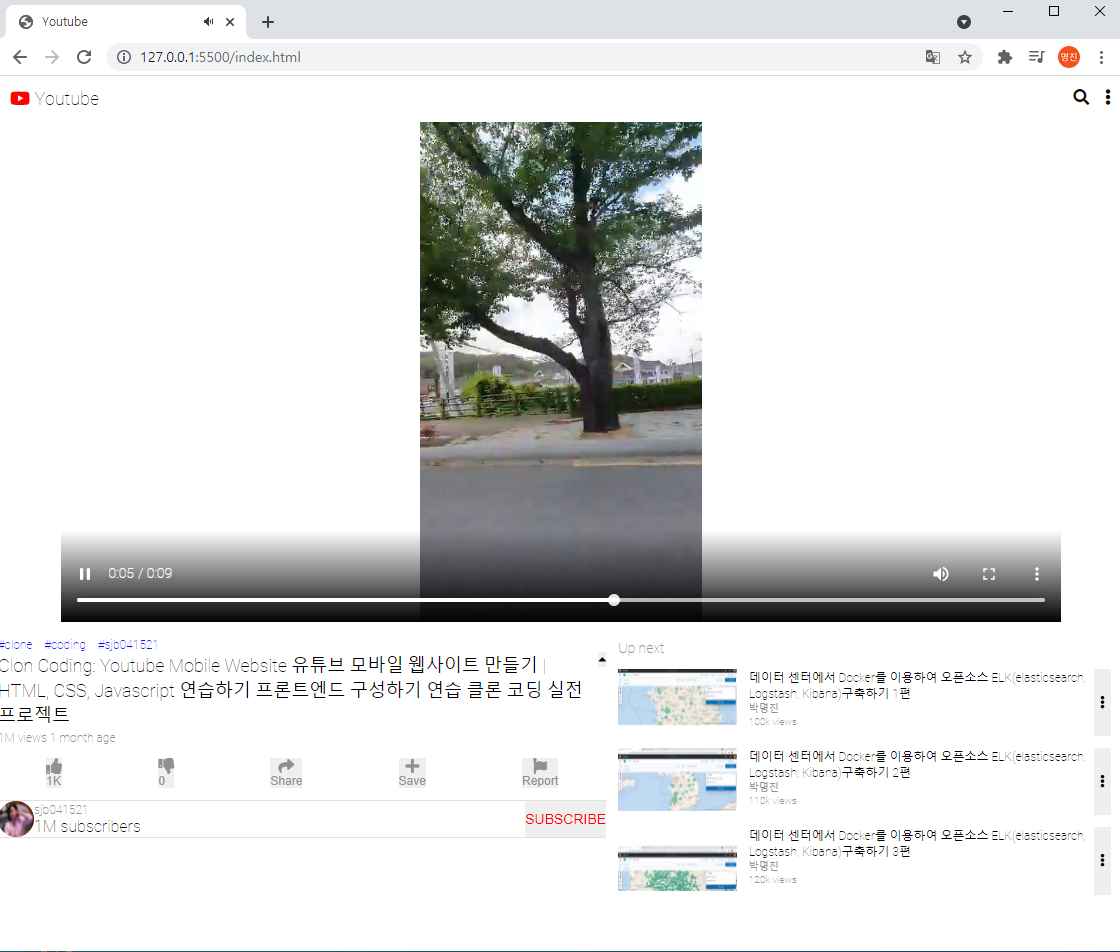 Youtube
127.0.0.1:5500/index.html
영진
Youtube
0:05 / 0:09
#clone #coding #sjb041521
Clon Coding: Youtube Mobile Website 유튜브 모바일 웹사이트 만들기 |
HTML, CSS, Javascript 연습하기 프론트엔드 구성하기 연습 클론 코딩 실전
프로젝트
1M views 1 month ago
1K 0 Share Save Report
sjb041521
1M subscribers
SUBSCRIBE
Up next
데이터 센터에서 Docker를 이용하여 오픈소스 ELK(elasticsearch,
Logstash, Kibana)구축하기 1편
박명진
100k views
데이터 센터에서 Docker를 이용하여 오픈소스 ELK(elasticsearch,
Logstash, Kibana)구축하기 2편
박명진
110k views
데이터 센터에서 Docker를 이용하여 오픈소스 ELK(elasticsearch,
Logstash, Kibana)구축하기 3편
박명진
120k views